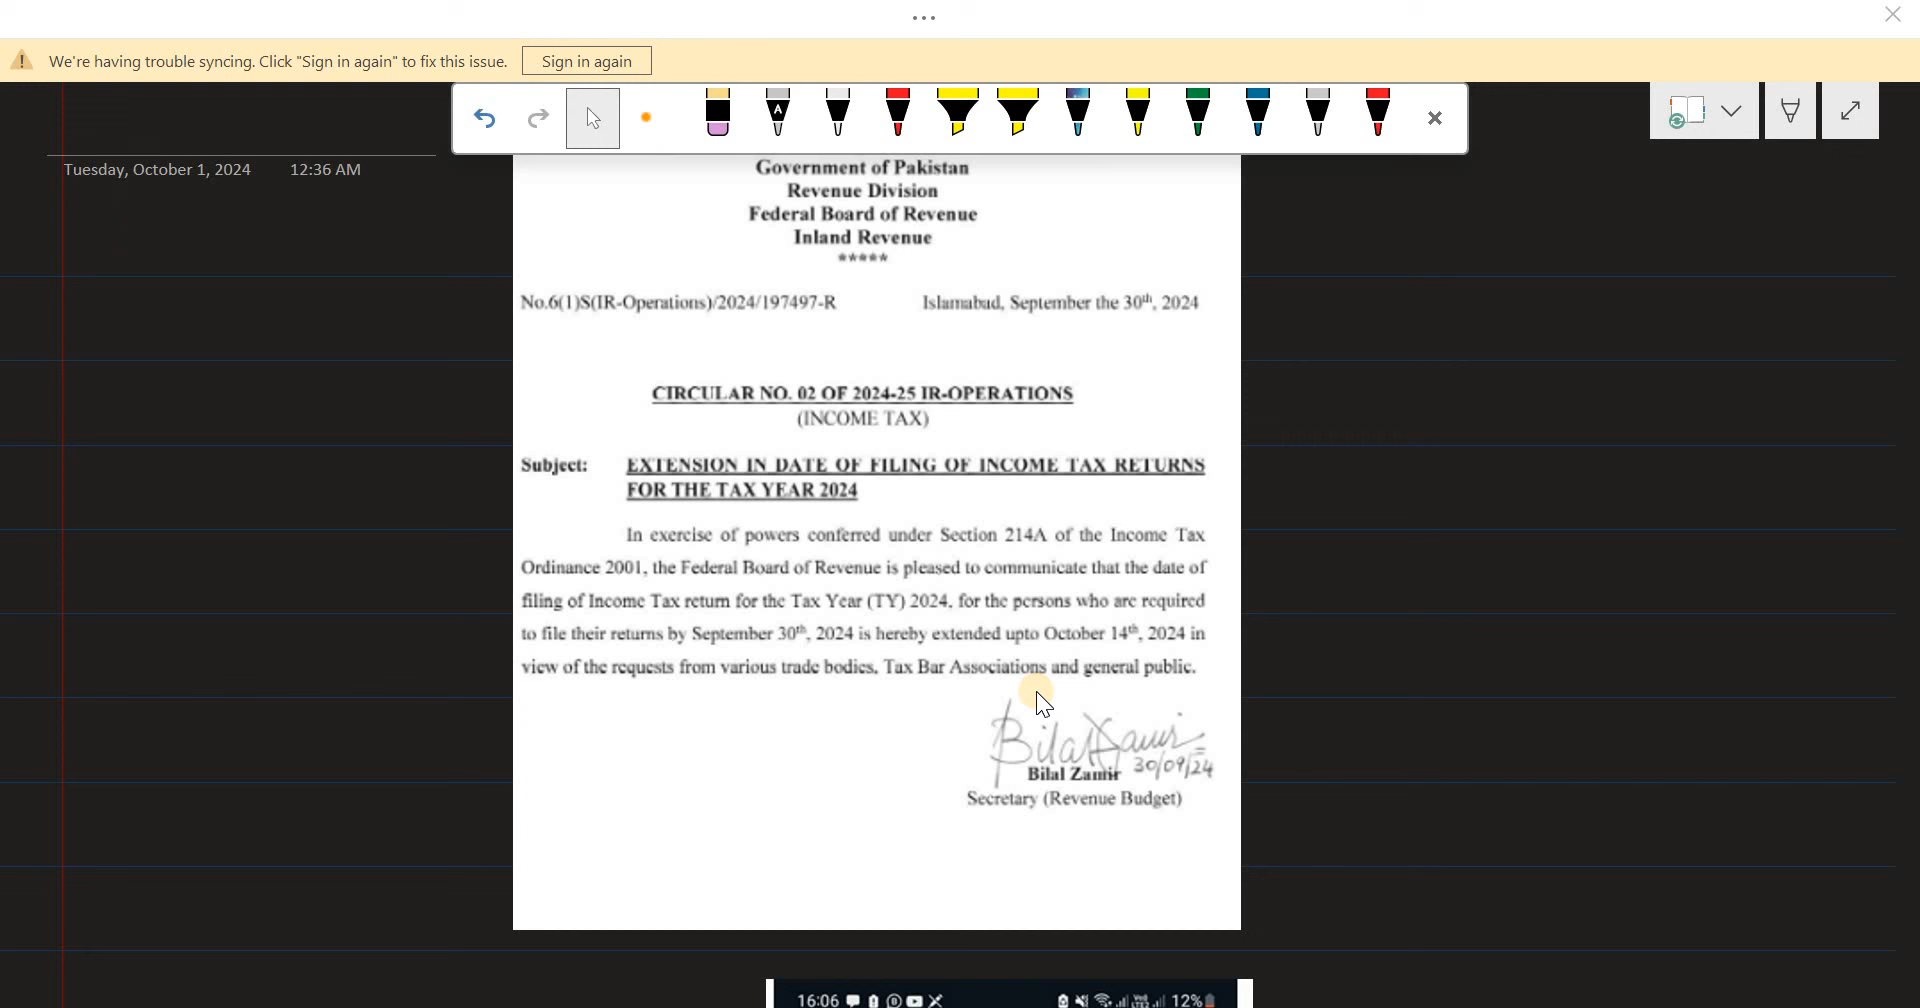 We're having trouble syncing. Click "Sign in again" to fix this issue. Sign in again
Tuesday, October 1, 2024 12:36 AM
Government of Pakistan
Revenue Division
Federal Board of Revenue
Inland Revenue
*****
No.6(1)S(IR-Operations)/2024/197497-R Islamabad, September the 30th, 2024
CIRCULAR NO. 02 OF 2024-25 IR-OPERATIONS
(INCOME TAX)
Subject: EXTENSION IN DATE OF FILING OF INCOME TAX RETURNS
FOR THE TAX YEAR 2024
In exercise of powers conferred under Section 214A of the Income Tax
Ordinance 2001, the Federal Board of Revenue is pleased to communicate that the date of
filing of Income Tax return for the Tax Year (TY) 2024, for the persons who are required
to file their returns by September 30th, 2024 is hereby extended upto October 14th, 2024 in
view of the requests from various trade bodies, Tax Bar Associations and general public.
Bilal Zamir
30/09/24
Bilal Zamir
Secretary (Revenue Budget)
16:06 12%